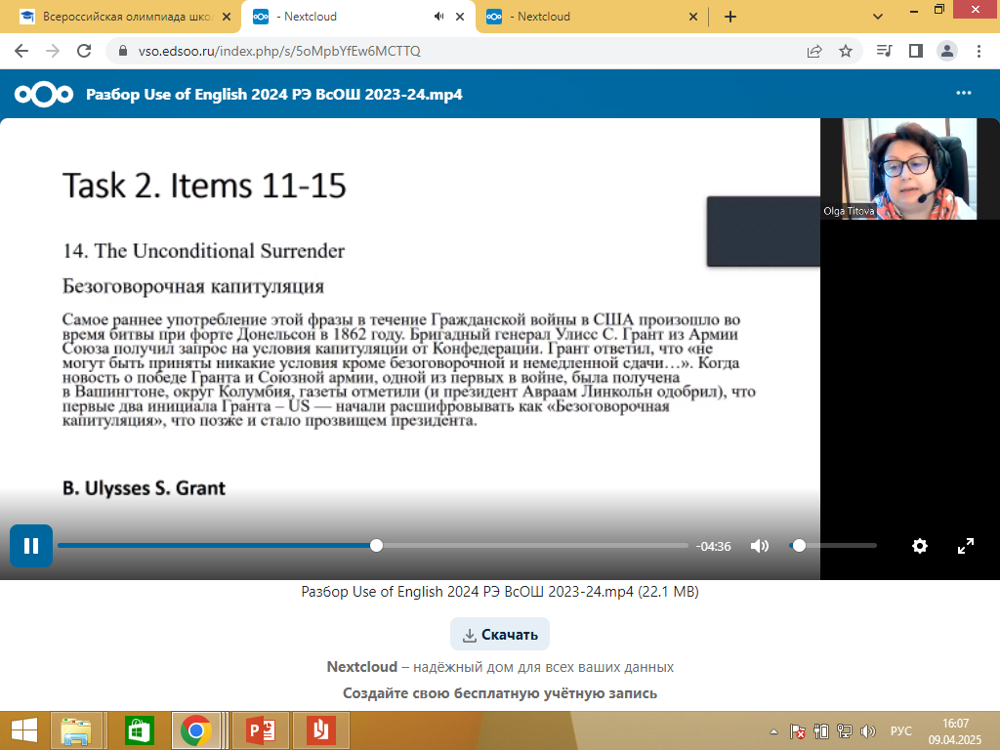 Всероссийская олимпиада шко
- Nextcloud
- Nextcloud
vso.edsoo.ru/index.php/s/5oMpbYfEw6MCTTQ
Разбор Use of English 2024 РЭ ВсОШ 2023-24.mp4
Task 2. Items 11-15
Olga Titova
14. The Unconditional Surrender
Безоговорочная капитуляция
Самое раннее употребление этой фразы в течение Гражданской войны в США произошло во
время битвы при форте Донельсон в 1862 году. Бригадный генерал Улисс С. Грант из Армии
Союза получил запрос на условия капитуляции от Конфедерации. Грант ответил, что «не
могут быть приняты никакие условия кроме безоговорочной и немедленной сдачи…». Когда
новость о победе Гранта и Союзной армии, одной из первых в войне, была получена
в Вашингтоне, округ Колумбия, газеты отметили (и президент Авраам Линкольн одобрил), что
первые два инициала Гранта – US — начали расшифровывать как «Безоговорочная
капитуляция», что позже и стало прозвищем президента.
B. Ulysses S. Grant
-04:36
Разбор Use of English 2024 РЭ ВсОШ 2023-24.mp4 (22.1 MB)
Скачать
Nextcloud – надёжный дом для всех ваших данных
Создайте свою бесплатную учётную запись
РУС
16:07
09.04.2025